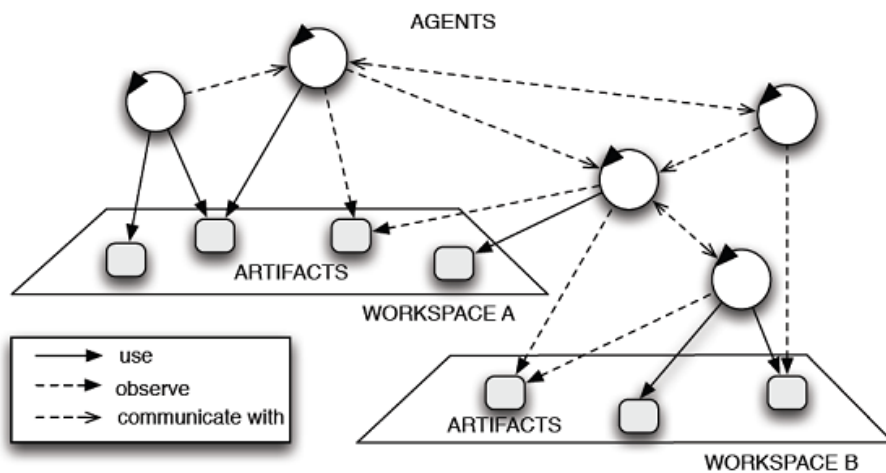 AGENTS
ARTIFACTS
WORKSPACE A
use
observe
communicate with
ARTIFACTS
WORKSPACE B